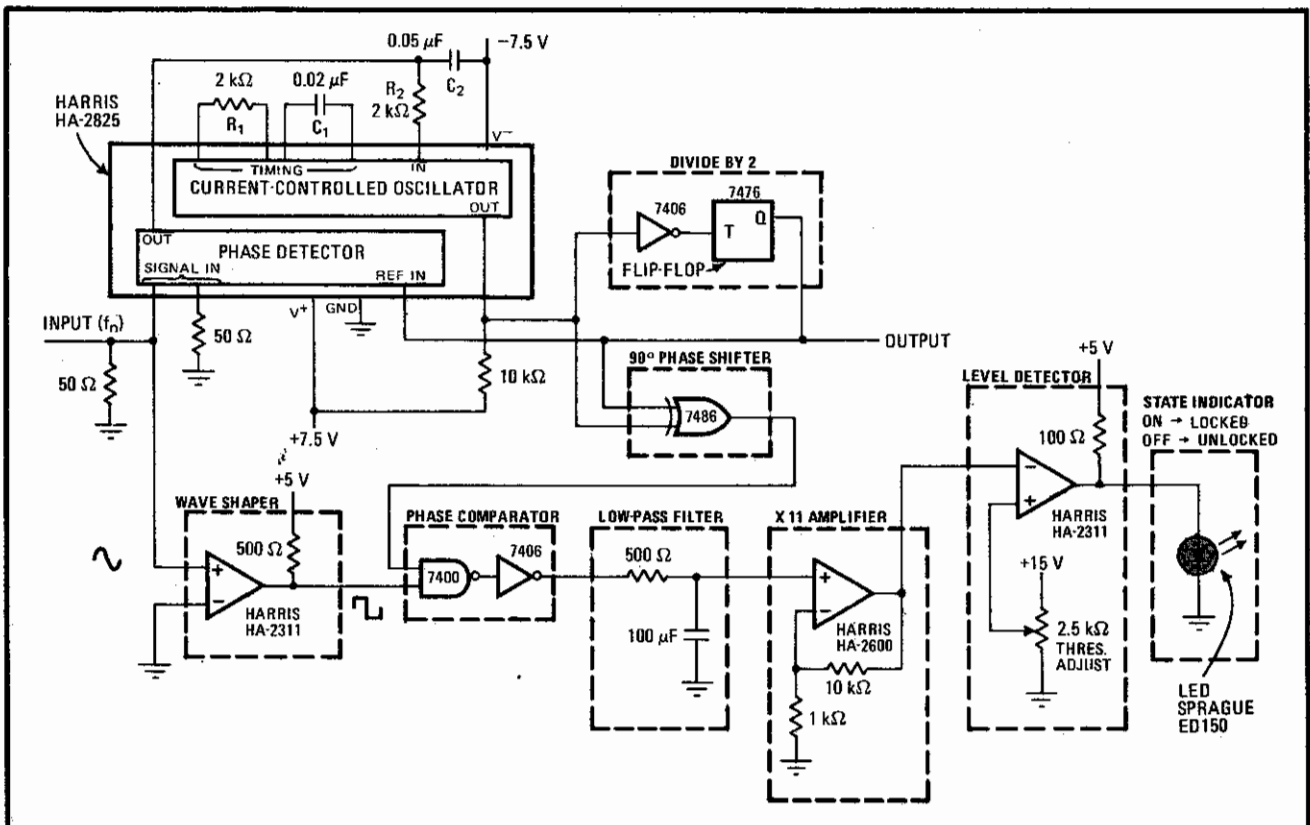 0.05 µF
−7.5 V
C2
2 kΩ
0.02 µF
R2
2 kΩ
HARRIS
HA-2825
R1
C1
V−
TIMING
IN
CURRENT-CONTROLLED OSCILLATOR
OUT
OUT
PHASE DETECTOR
SIGNAL IN
REF IN
V+
GND
DIVIDE BY 2
7406
7476
T
Q
FLIP-FLOP
INPUT (fn)
50 Ω
50 Ω
10 kΩ
+7.5 V
OUTPUT
90° PHASE SHIFTER
7486
+5 V
LEVEL DETECTOR
100 Ω
−
+
HARRIS
HA-2311
+15 V
2.5 kΩ
THRES.
ADJUST
STATE INDICATOR
ON → LOCKED
OFF → UNLOCKED
LED
SPRAGUE
ED150
+5 V
WAVE SHAPER
500 Ω
+
−
HARRIS
HA-2311
PHASE COMPARATOR
7400
7406
LOW-PASS FILTER
500 Ω
100 µF
X 11 AMPLIFIER
+
−
HARRIS
HA-2600
10 kΩ
1 kΩ